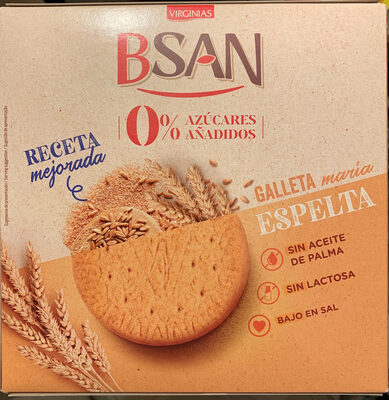 VIRGINIAS
BSAN
0% AZÚCARES
AÑADIDOS
RECETA
mejorada
GALLETA maría
ESPELTA
SIN ACEITE
DE PALMA
SIN LACTOSA
BAJO EN SAL